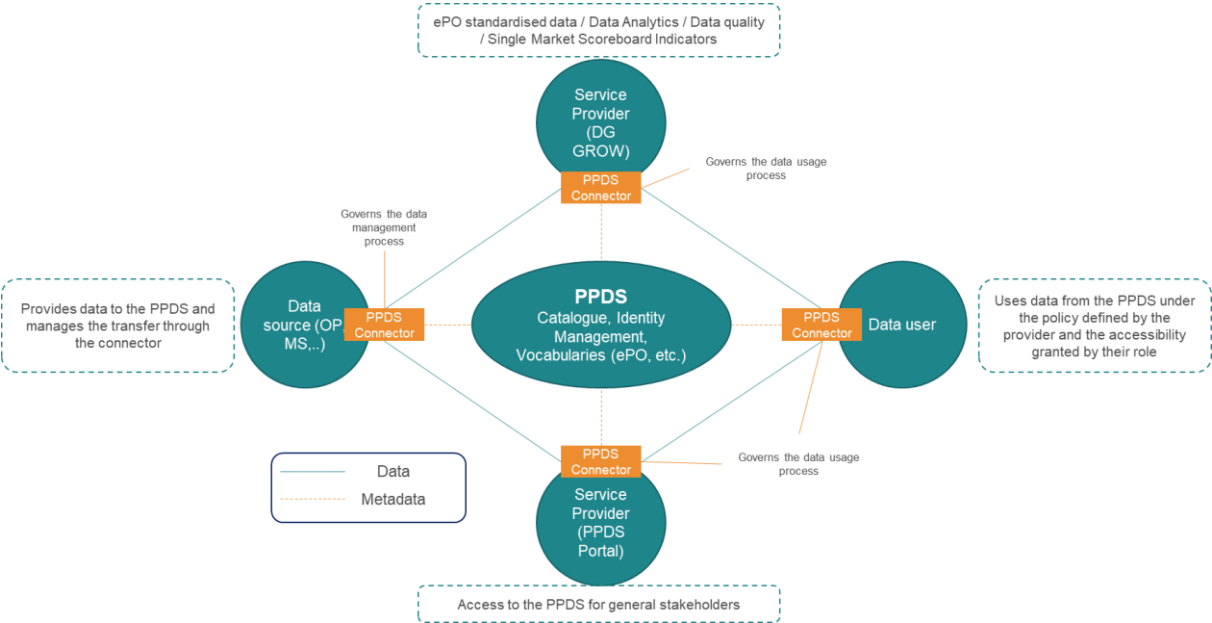 ePO standardised data / Data Analytics / Data quality
/ Single Market Scoreboard Indicators
Service
Provider
(DG
GROW)
PPDS
Connector
Governs the data usage
process
Governs the data
management
process
Provides data to the PPDS and
manages the transfer through
the connector
Data
source (OP,
MS,..)
PPDS
Connector
PPDS
Catalogue, Identity
Management,
Vocabularies (ePO, etc.)
PPDS
Connector
Data user
Uses data from the PPDS under
the policy defined by the
provider and the accessibility
granted by their role
PPDS
Connector
Governs the data usage
process
Service
Provider
(PPDS
Portal)
Data
Metadata
Access to the PPDS for general stakeholders